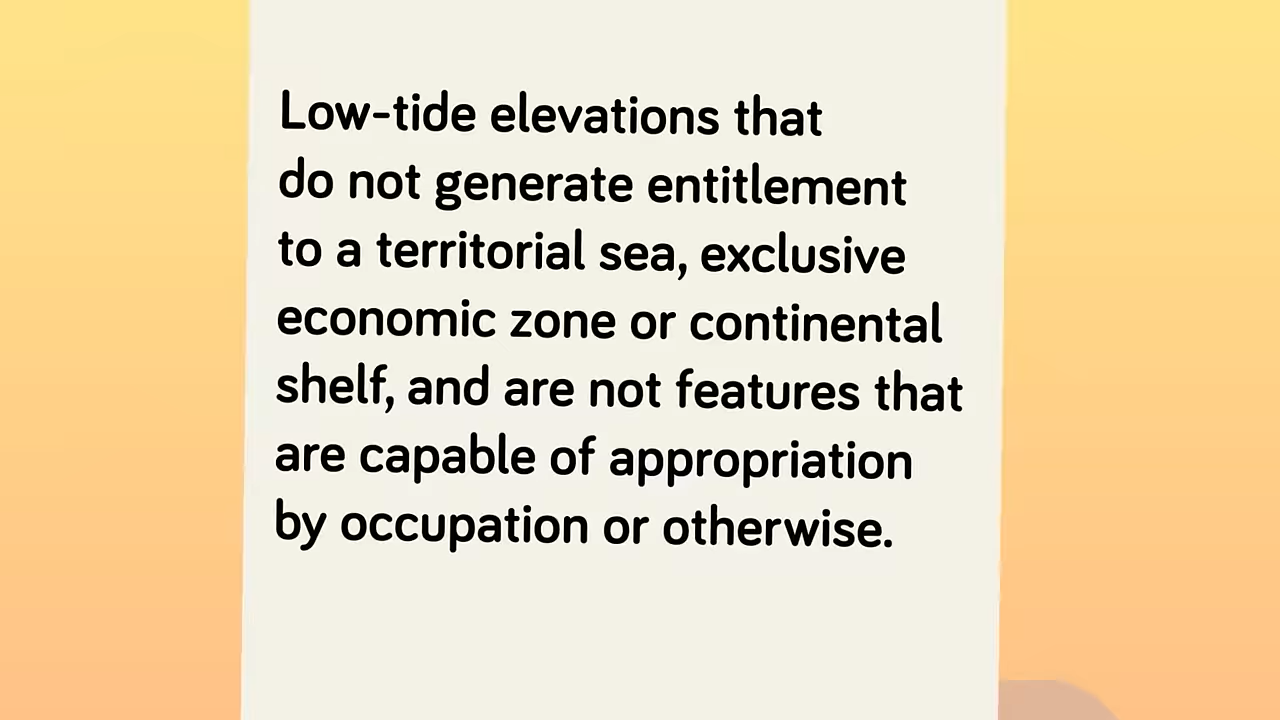 Low-tide elevations that
do not generate entitlement
to a territorial sea, exclusive
economic zone or continental
shelf, and are not features that
are capable of appropriation
by occupation or otherwise.